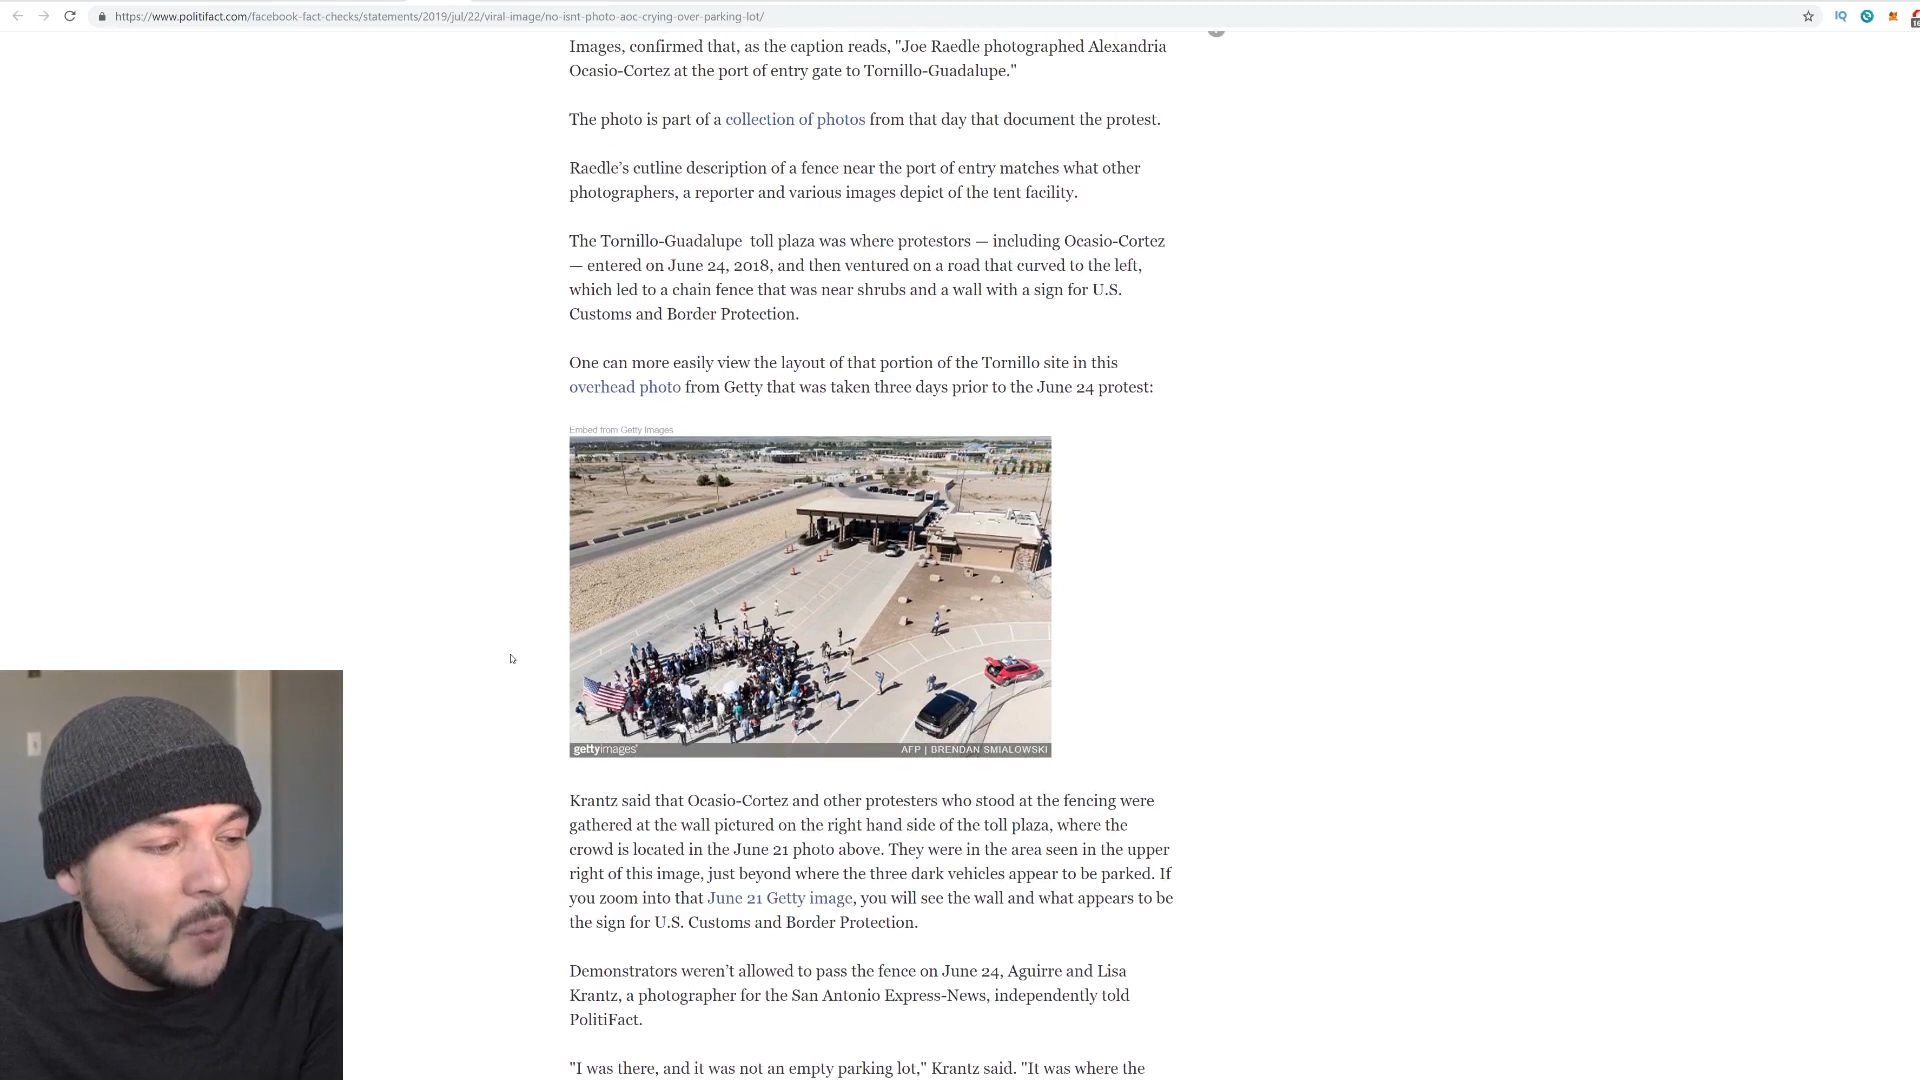 https://www.politifact.com/facebook-fact-checks/statements/2019/jul/22/viral-image/no-isnt-photo-aoc-crying-over-parking-lot/
IQ
Images, confirmed that, as the caption reads, "Joe Raedle photographed Alexandria
Ocasio-Cortez at the port of entry gate to Tornillo-Guadalupe."
The photo is part of a collection of photos from that day that document the protest.
Raedle’s cutline description of a fence near the port of entry matches what other
photographers, a reporter and various images depict of the tent facility.
The Tornillo-Guadalupe  toll plaza was where protestors — including Ocasio-Cortez
— entered on June 24, 2018, and then ventured on a road that curved to the left,
which led to a chain fence that was near shrubs and a wall with a sign for U.S.
Customs and Border Protection.
One can more easily view the layout of that portion of the Tornillo site in this
overhead photo from Getty that was taken three days prior to the June 24 protest:
Embed from Getty Images
gettyimages®
AFP | BRENDAN SMIALOWSKI
Krantz said that Ocasio-Cortez and other protesters who stood at the fencing were
gathered at the wall pictured on the right hand side of the toll plaza, where the
crowd is located in the June 21 photo above. They were in the area seen in the upper
right of this image, just beyond where the three dark vehicles appear to be parked. If
you zoom into that June 21 Getty image, you will see the wall and what appears to be
the sign for U.S. Customs and Border Protection.
Demonstrators weren’t allowed to pass the fence on June 24, Aguirre and Lisa
Krantz, a photographer for the San Antonio Express-News, independently told
PolitiFact.
"I was there, and it was not an empty parking lot," Krantz said. "It was where the